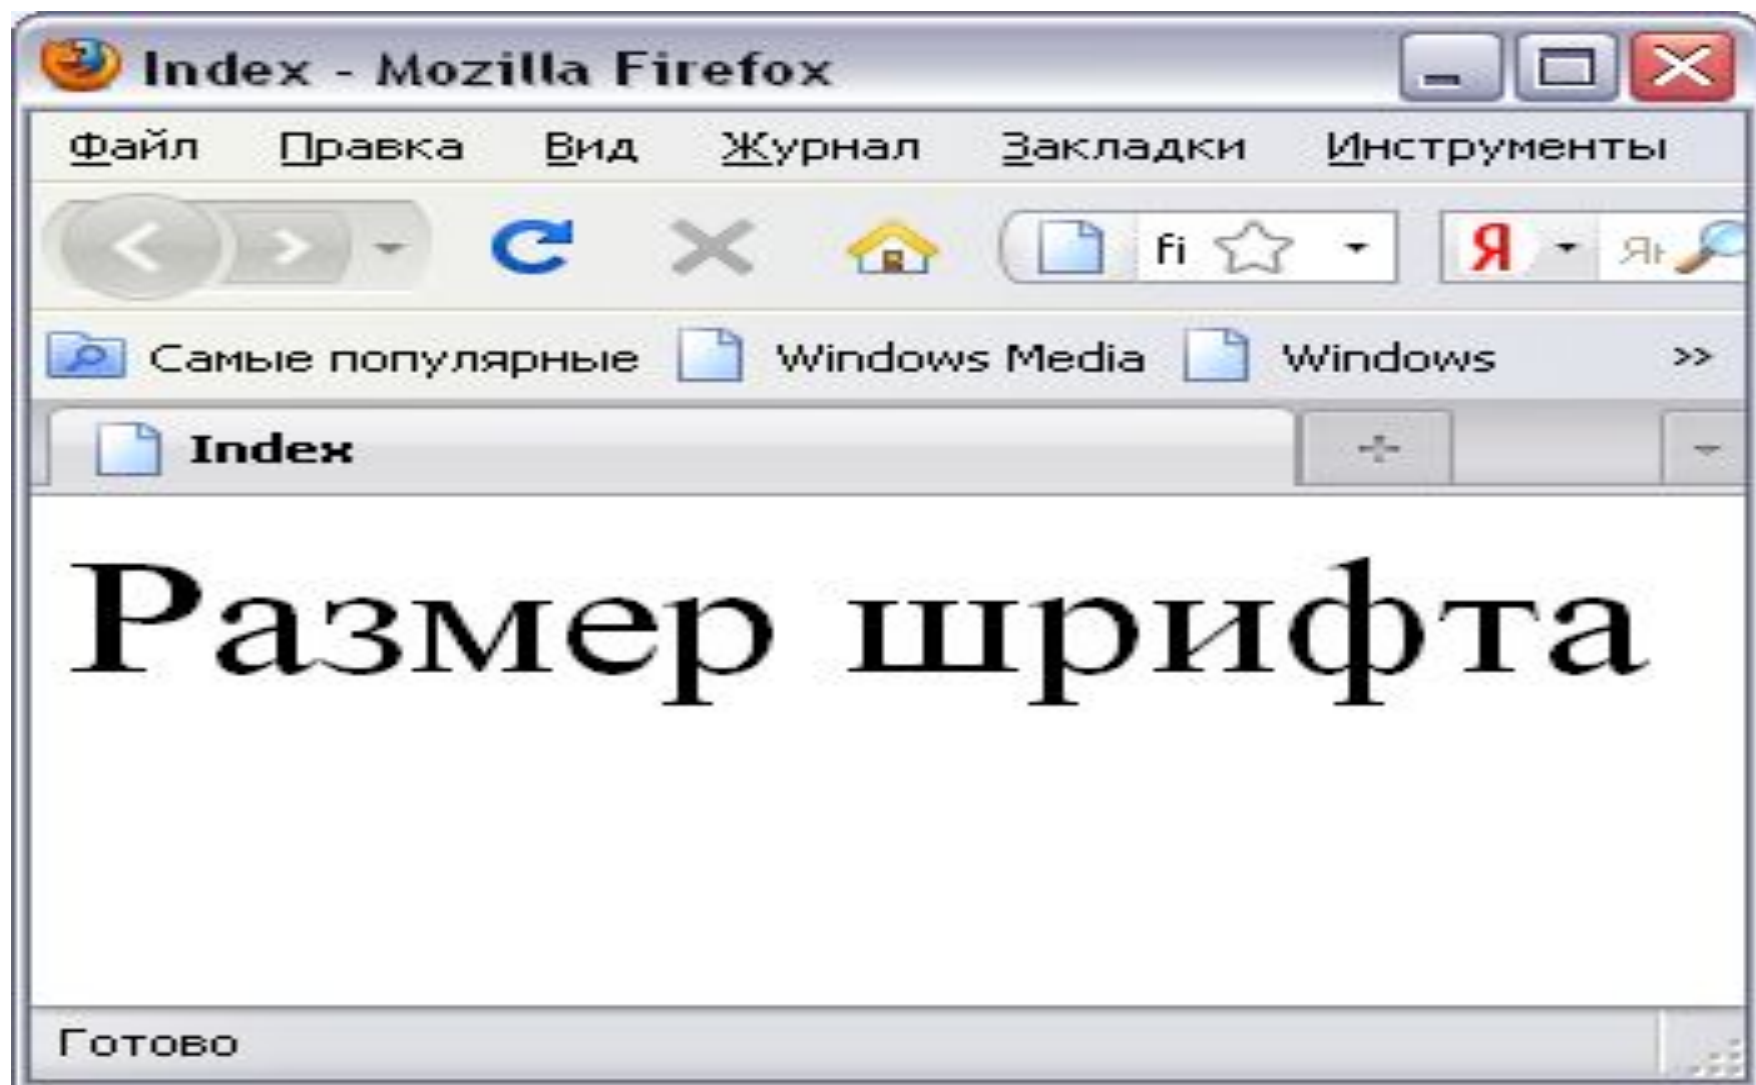 Index - Mozilla Firefox
Файл Правка Вид Журнал Закладки Инструменты
fi Я Ян
Самые популярные Windows Media Windows »
Index
Размер шрифта
Готово